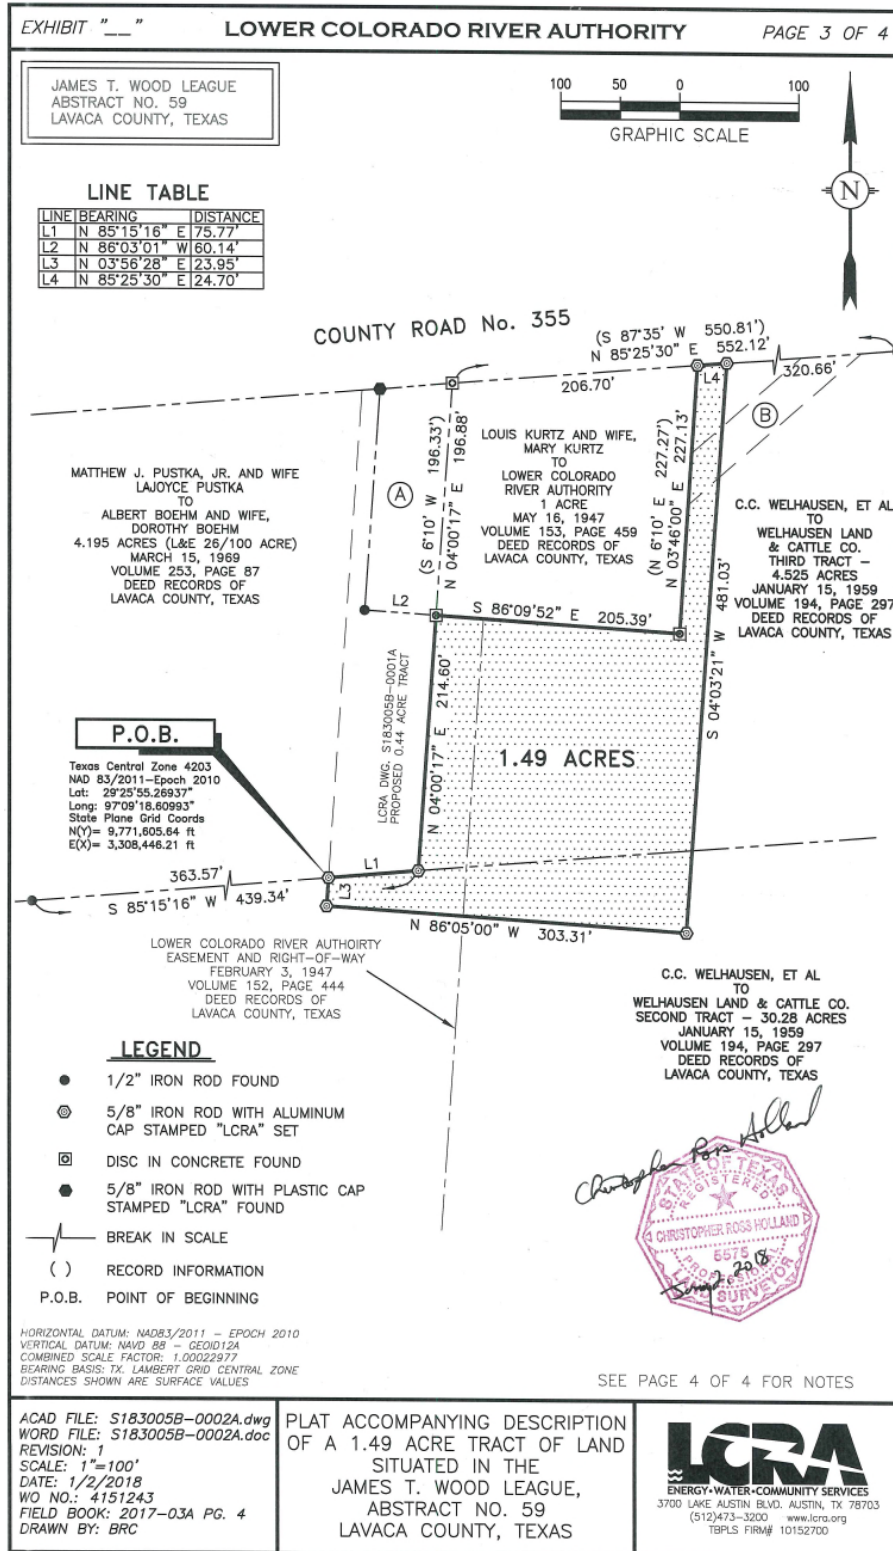 EXHIBIT "__"
LOWER COLORADO RIVER AUTHORITY
PAGE 3 OF 4
JAMES T. WOOD LEAGUE
ABSTRACT NO. 59
LAVACA COUNTY, TEXAS
100 50 0 100
GRAPHIC SCALE
N
LINE TABLE
LINE BEARING DISTANCE
L1 N 85°15'16" E 75.77'
L2 N 86°03'01" W 60.14'
L3 N 03°56'28" E 23.95'
L4 N 85°25'30" E 24.70'
COUNTY ROAD No. 355
(S 87°35' W 550.81')
N 85°25'30" E 552.12'
206.70'
L4
320.66'
B
A
(S 6°10' W 196.33')
N 04°00'17" E 196.88'
LOUIS KURTZ AND WIFE,
MARY KURTZ
TO
LOWER COLORADO
RIVER AUTHORITY
1 ACRE
MAY 16, 1947
VOLUME 153, PAGE 459
DEED RECORDS OF
LAVACA COUNTY, TEXAS
(N 6°10' E 227.27')
N 03°46'00" E 227.13'
MATTHEW J. PUSTKA, JR. AND WIFE
LAJOYCE PUSTKA
TO
ALBERT BOEHM AND WIFE,
DOROTHY BOEHM
4.195 ACRES (L&E 26/100 ACRE)
MARCH 15, 1969
VOLUME 253, PAGE 87
DEED RECORDS OF
LAVACA COUNTY, TEXAS
C.C. WELHAUSEN, ET AL
TO
WELHAUSEN LAND
& CATTLE CO.
THIRD TRACT –
4.525 ACRES
JANUARY 15, 1959
VOLUME 194, PAGE 297
DEED RECORDS OF
LAVACA COUNTY, TEXAS
L2
S 86°09'52" E 205.39'
S 04°03'21" W 481.03'
LCRA DWG. S183005B-0001A
PROPOSED 0.44 ACRE TRACT
N 04°00'17" E 214.60'
1.49 ACRES
P.O.B.
Texas Central Zone 4203
NAD 83/2011-Epoch 2010
Lat: 29°25'55.26937"
Long: 97°09'18.60993"
State Plane Grid Coords
N(Y)= 9,771,605.64 ft
E(X)= 3,308,446.21 ft
L1
L3
363.57'
S 85°15'16" W 439.34'
N 86°05'00" W 303.31'
LOWER COLORADO RIVER AUTHOIRTY
EASEMENT AND RIGHT-OF-WAY
FEBRUARY 3, 1947
VOLUME 152, PAGE 444
DEED RECORDS OF
LAVACA COUNTY, TEXAS
C.C. WELHAUSEN, ET AL
TO
WELHAUSEN LAND & CATTLE CO.
SECOND TRACT – 30.28 ACRES
JANUARY 15, 1959
VOLUME 194, PAGE 297
DEED RECORDS OF
LAVACA COUNTY, TEXAS
LEGEND
1/2" IRON ROD FOUND
5/8" IRON ROD WITH ALUMINUM
CAP STAMPED "LCRA" SET
DISC IN CONCRETE FOUND
5/8" IRON ROD WITH PLASTIC CAP
STAMPED "LCRA" FOUND
BREAK IN SCALE
( ) RECORD INFORMATION
P.O.B. POINT OF BEGINNING
Christopher Ross Holland
STATE OF TEXAS
REGISTERED
CHRISTOPHER ROSS HOLLAND
5575
PROFESSIONAL
LAND SURVEYOR
2, 2018
HORIZONTAL DATUM: NAD83/2011 – EPOCH 2010
VERTICAL DATUM: NAVD 88 – GEOID12A
COMBINED SCALE FACTOR: 1.00022977
BEARING BASIS: TX. LAMBERT GRID CENTRAL ZONE
DISTANCES SHOWN ARE SURFACE VALUES
SEE PAGE 4 OF 4 FOR NOTES
ACAD FILE: S183005B-0002A.dwg
WORD FILE: S183005B-0002A.doc
REVISION: 1
SCALE: 1"=100'
DATE: 1/2/2018
WO NO.: 4151243
FIELD BOOK: 2017-03A PG. 4
DRAWN BY: BRC
PLAT ACCOMPANYING DESCRIPTION
OF A 1.49 ACRE TRACT OF LAND
SITUATED IN THE
JAMES T. WOOD LEAGUE,
ABSTRACT NO. 59
LAVACA COUNTY, TEXAS
LCRA
ENERGY•WATER•COMMUNITY SERVICES
3700 LAKE AUSTIN BLVD. AUSTIN, TX 78703
(512)473-3200 www.lcra.org
TBPLS FIRM# 10152700